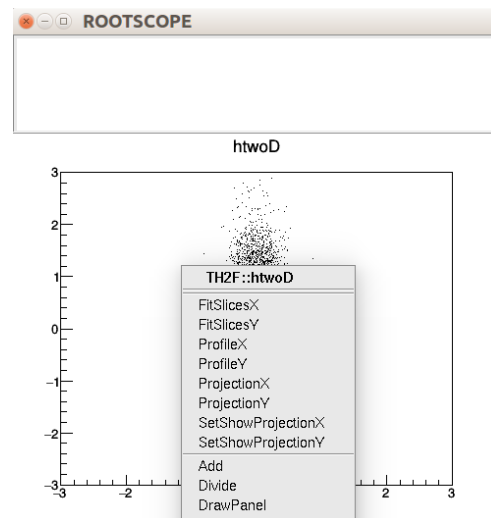 ROOTSCOPE
htwoD
3
2
1
0
−1
−2
−3
−3
−2
2
3
TH2F::htwoD
FitSlicesX
FitSlicesY
ProfileX
ProfileY
ProjectionX
ProjectionY
SetShowProjectionX
SetShowProjectionY
Add
Divide
DrawPanel